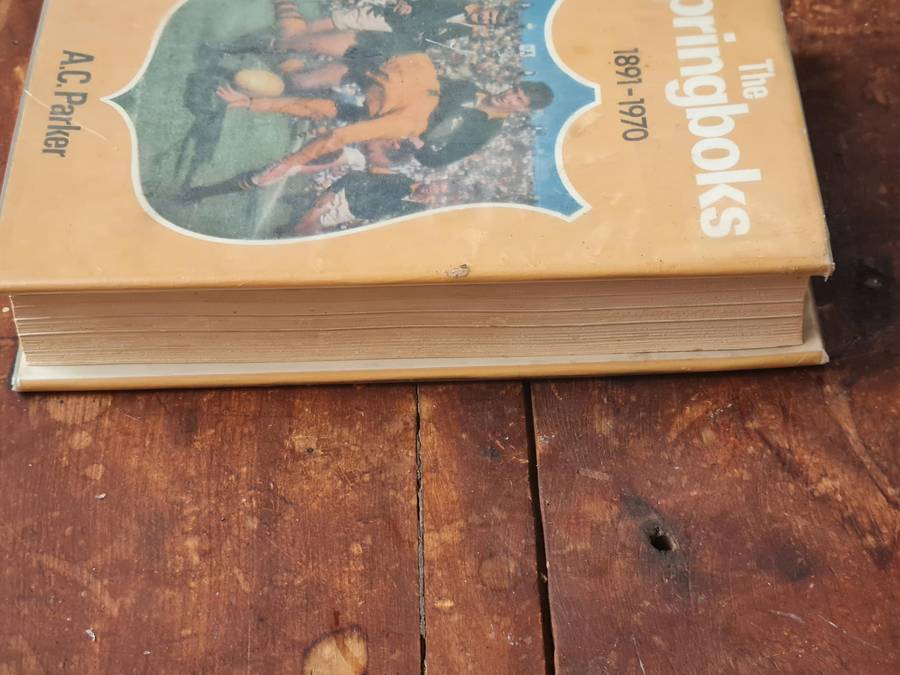 The
pringboks
1891-1970
A.C. Parker